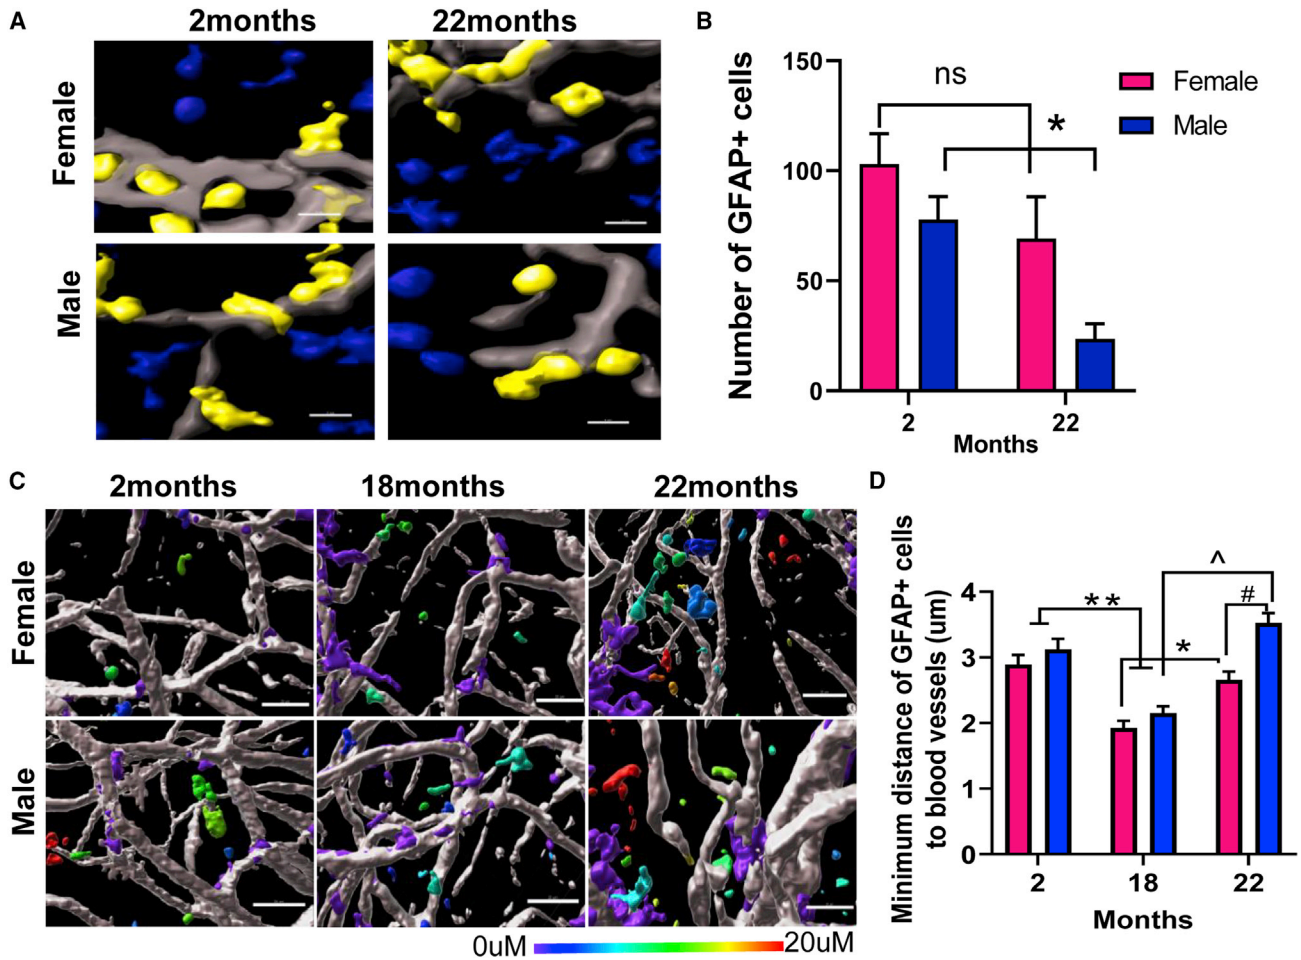 A
2months
22months
Female
Male
B
Number of GFAP+ cells
150
100
50
0
ns
*
Female
Male
2
22
Months
C
2months
18months
22months
Female
Male
0uM
20uM
D
Minimum distance of GFAP+ cells
to blood vessels (um)
4
3
2
1
0
**
*
^
#
2
18
22
Months